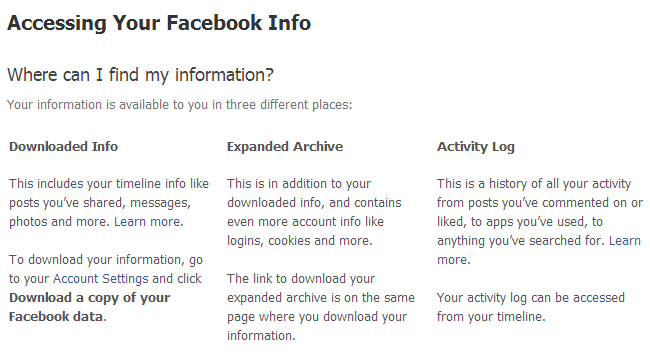 Accessing Your Facebook Info
Where can I find my information?
Your information is available to you in three different places:
Downloaded Info
This includes your timeline info like
posts you've shared, messages,
photos and more. Learn more.
To download your information, go
to your Account Settings and click
Download a copy of your
Facebook data.
Expanded Archive
This is in addition to your
downloaded info, and contains
even more account info like
logins, cookies and more.
The link to download your
expanded archive is on the same
page where you download your
information.
Activity Log
This is a history of all your activity
from posts you've commented on or
liked, to apps you've used, to
anything you've searched for. Learn
more.
Your activity log can be accessed
from your timeline.